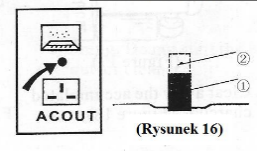 ②
①
ACOUT
(Rysunek 16)